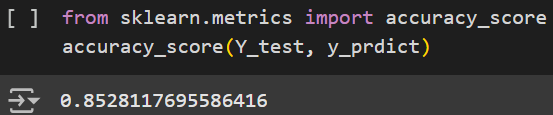 [ ] from sklearn.metrics import accuracy_score
accuracy_score(Y_test, y_prdict)
0.8528117695586416